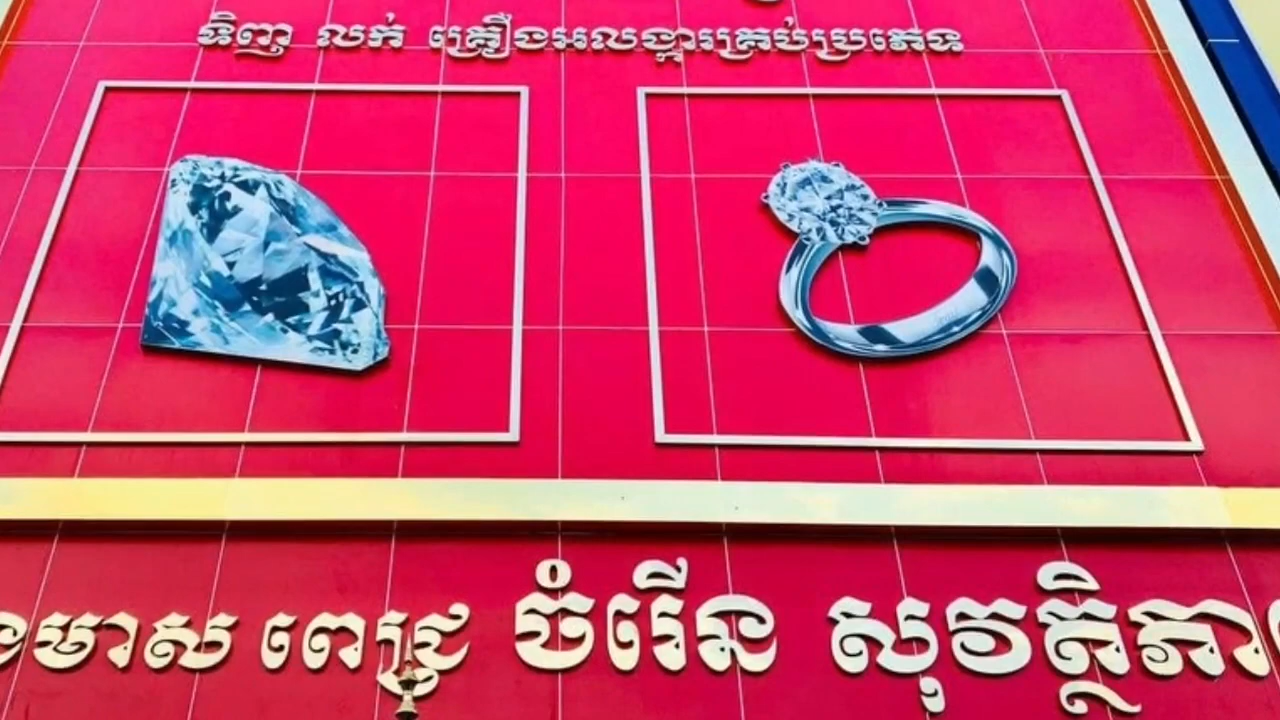 ទិញ លក់ គ្រឿងអលង្ការគ្រប់ប្រភេទ
មាស ពេជ្រ ចំរើន សុវត្ថិភា